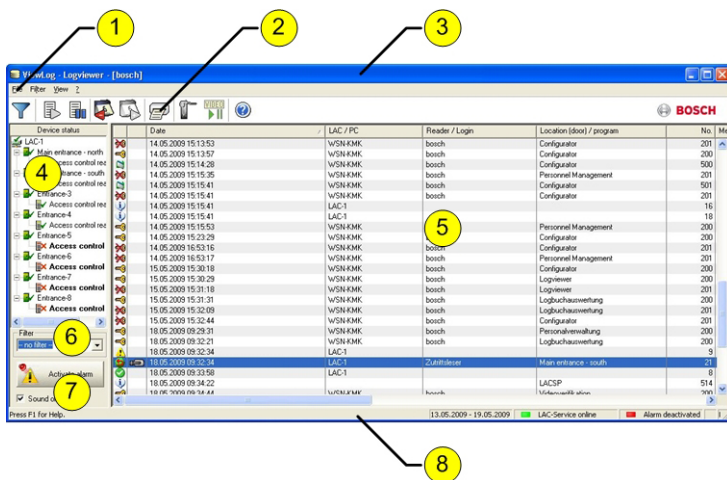 1 2 3
ViewLog - Logviewer - [bosch]
File Filter View ?
BOSCH
Device status Date LAC / PC Reader / Login Location (door) / program No. Me
LAC-1
Main entrance - north
Access control rea
entrance - south
Access control rea
Entrance-3
Access control rea
Entrance-4
Access control rea
Entrance-5
Access control
Entrance-6
Access control
Entrance-7
Access control
Entrance-8
Access control
4
14.05.2009 15:13:53 WSN-KMK bosch Configurator 201
14.05.2009 15:13:57 WSN-KMK bosch Configurator 200
14.05.2009 15:14:28 WSN-KMK bosch Configurator 500
14.05.2009 15:15:35 WSN-KMK bosch Personnel Management 201
14.05.2009 15:15:41 WSN-KMK bosch Configurator 501
14.05.2009 15:15:41 WSN-KMK bosch Configurator 201
14.05.2009 15:15:41 LAC-1 16
14.05.2009 15:15:41 LAC-1 18
14.05.2009 15:15:53 WSN-KMK bosch Personnel Management 200
14.05.2009 15:23:29 WSN-KMK bosch Configurator 200
14.05.2009 16:53:16 WSN-KMK bosch Configurator 201
14.05.2009 16:53:17 WSN-KMK bosch Personnel Management 201
15.05.2009 15:30:18 WSN-KMK bosch Configurator 200
15.05.2009 15:30:29 WSN-KMK bosch Logviewer 200
15.05.2009 15:31:18 WSN-KMK bosch Logviewer 201
15.05.2009 15:31:31 WSN-KMK bosch Logbuchauswertung 200
15.05.2009 15:32:09 WSN-KMK bosch Logbuchauswertung 201
15.05.2009 15:32:44 WSN-KMK bosch Configurator 201
18.05.2009 09:29:31 WSN-KMK bosch Personalverwaltung 200
18.05.2009 09:32:21 WSN-KMK bosch Logbuchauswertung 200
18.05.2009 09:32:34 LAC-1 9
18.05.2009 09:32:34 LAC-1 Zutrittsleser Main entrance - south 21
18.05.2009 09:33:58 LAC-1 8
18.05.2009 09:34:22 LACSP 514
18.05.2009 09:34:44 WSN-KMK bosch Videoverifikation 200
5
Filter
- no filter -
6
Activate alarm
7
Sound
Press F1 for Help. 13.05.2009 - 19.05.2009 LAC-Service online Alarm deactivated
8